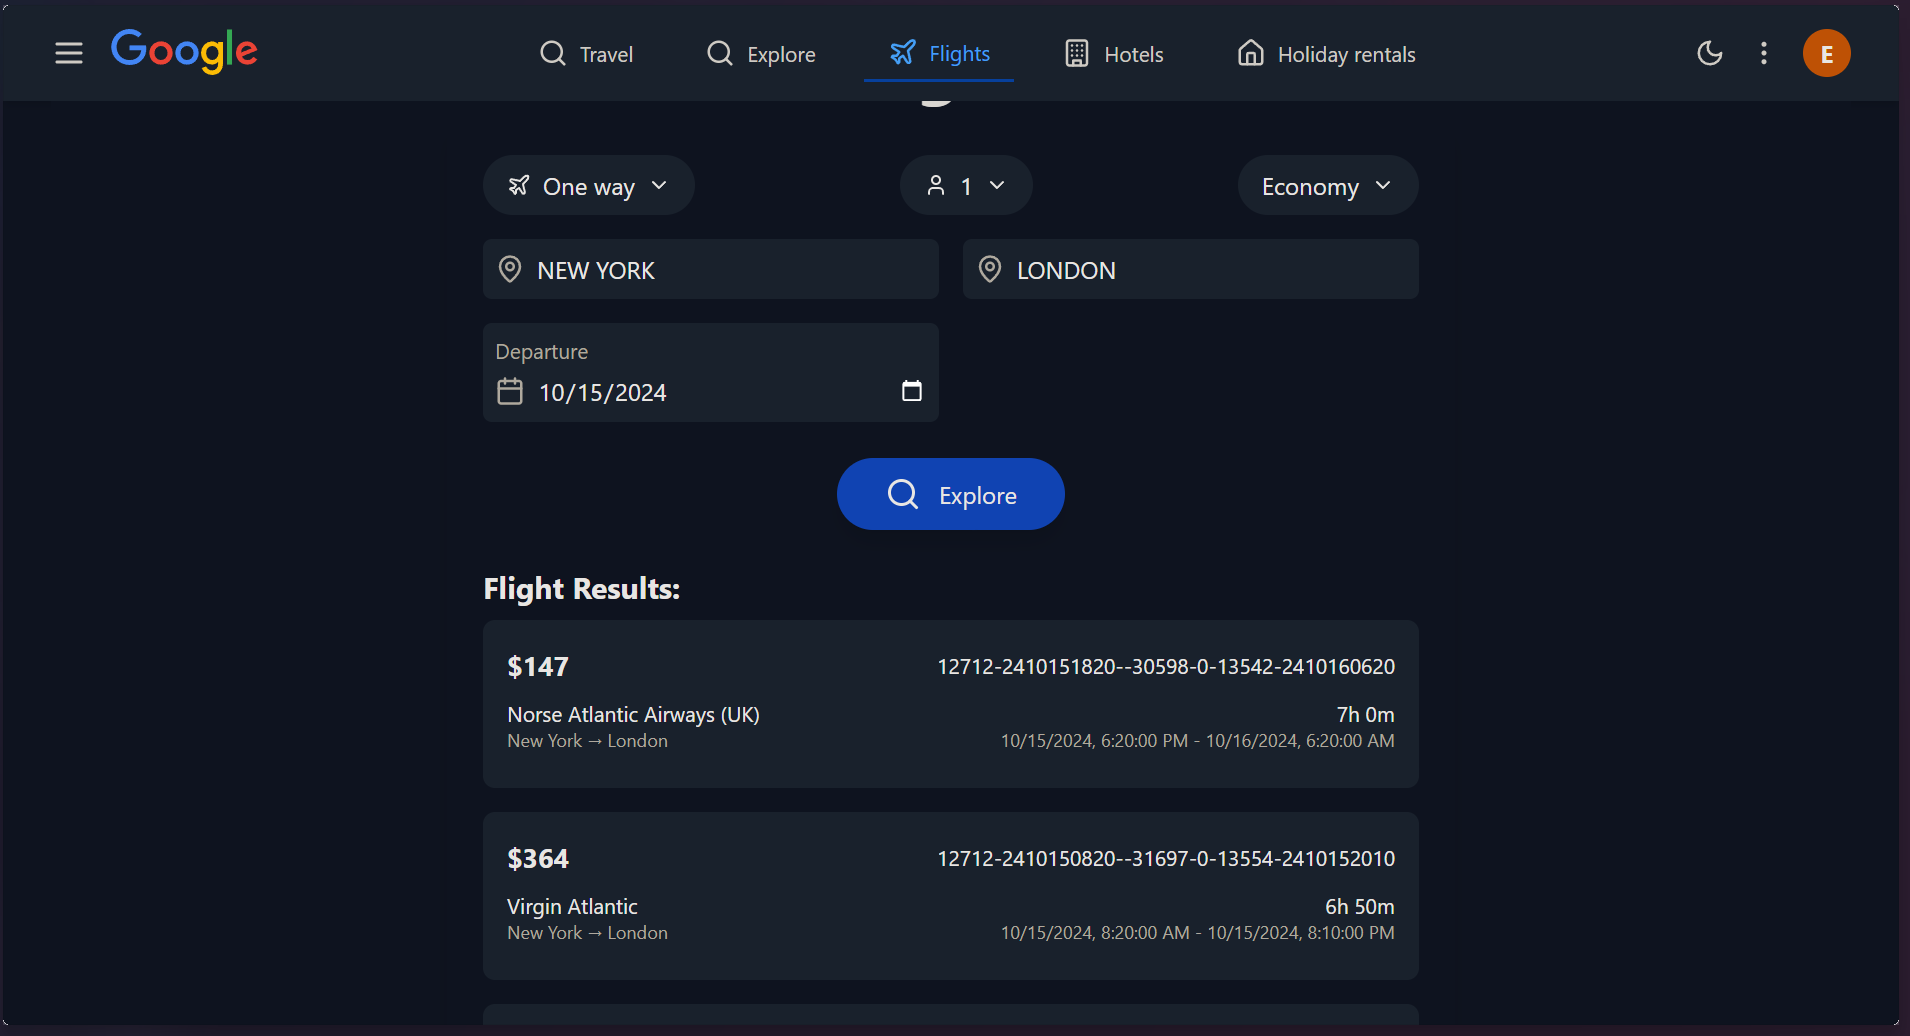 Google
Travel
Explore
Flights
Hotels
Holiday rentals
E
One way
1
Economy
NEW YORK
LONDON
Departure
10/15/2024
Explore
Flight Results:
$147
12712-2410151820--30598-0-13542-2410160620
Norse Atlantic Airways (UK)
7h 0m
New York → London
10/15/2024, 6:20:00 PM - 10/16/2024, 6:20:00 AM
$364
12712-2410150820--31697-0-13554-2410152010
Virgin Atlantic
6h 50m
New York → London
10/15/2024, 8:20:00 AM - 10/15/2024, 8:10:00 PM